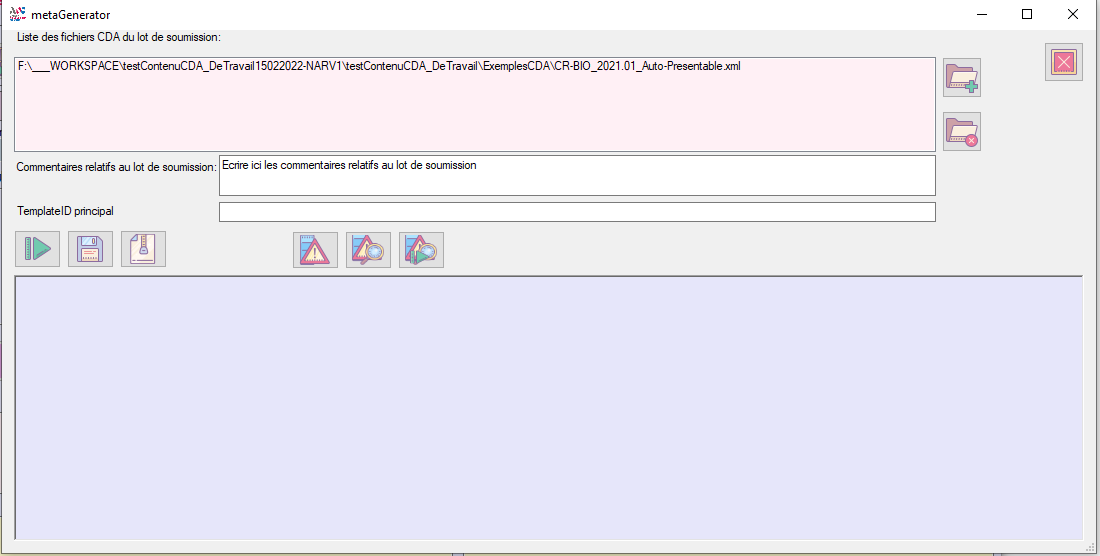 metaGenerator
Liste des fichiers CDA du lot de soumission:
F:\___WORKSPACE\testContenuCDA_DeTravail15022022-NARV1\testContenuCDA_DeTravail\ExemplesCDA\CR-BIO_2021.01_Auto-Presentable.xml
Commentaires relatifs au lot de soumission: Ecrire ici les commentaires relatifs au lot de soumission
TemplateID principal